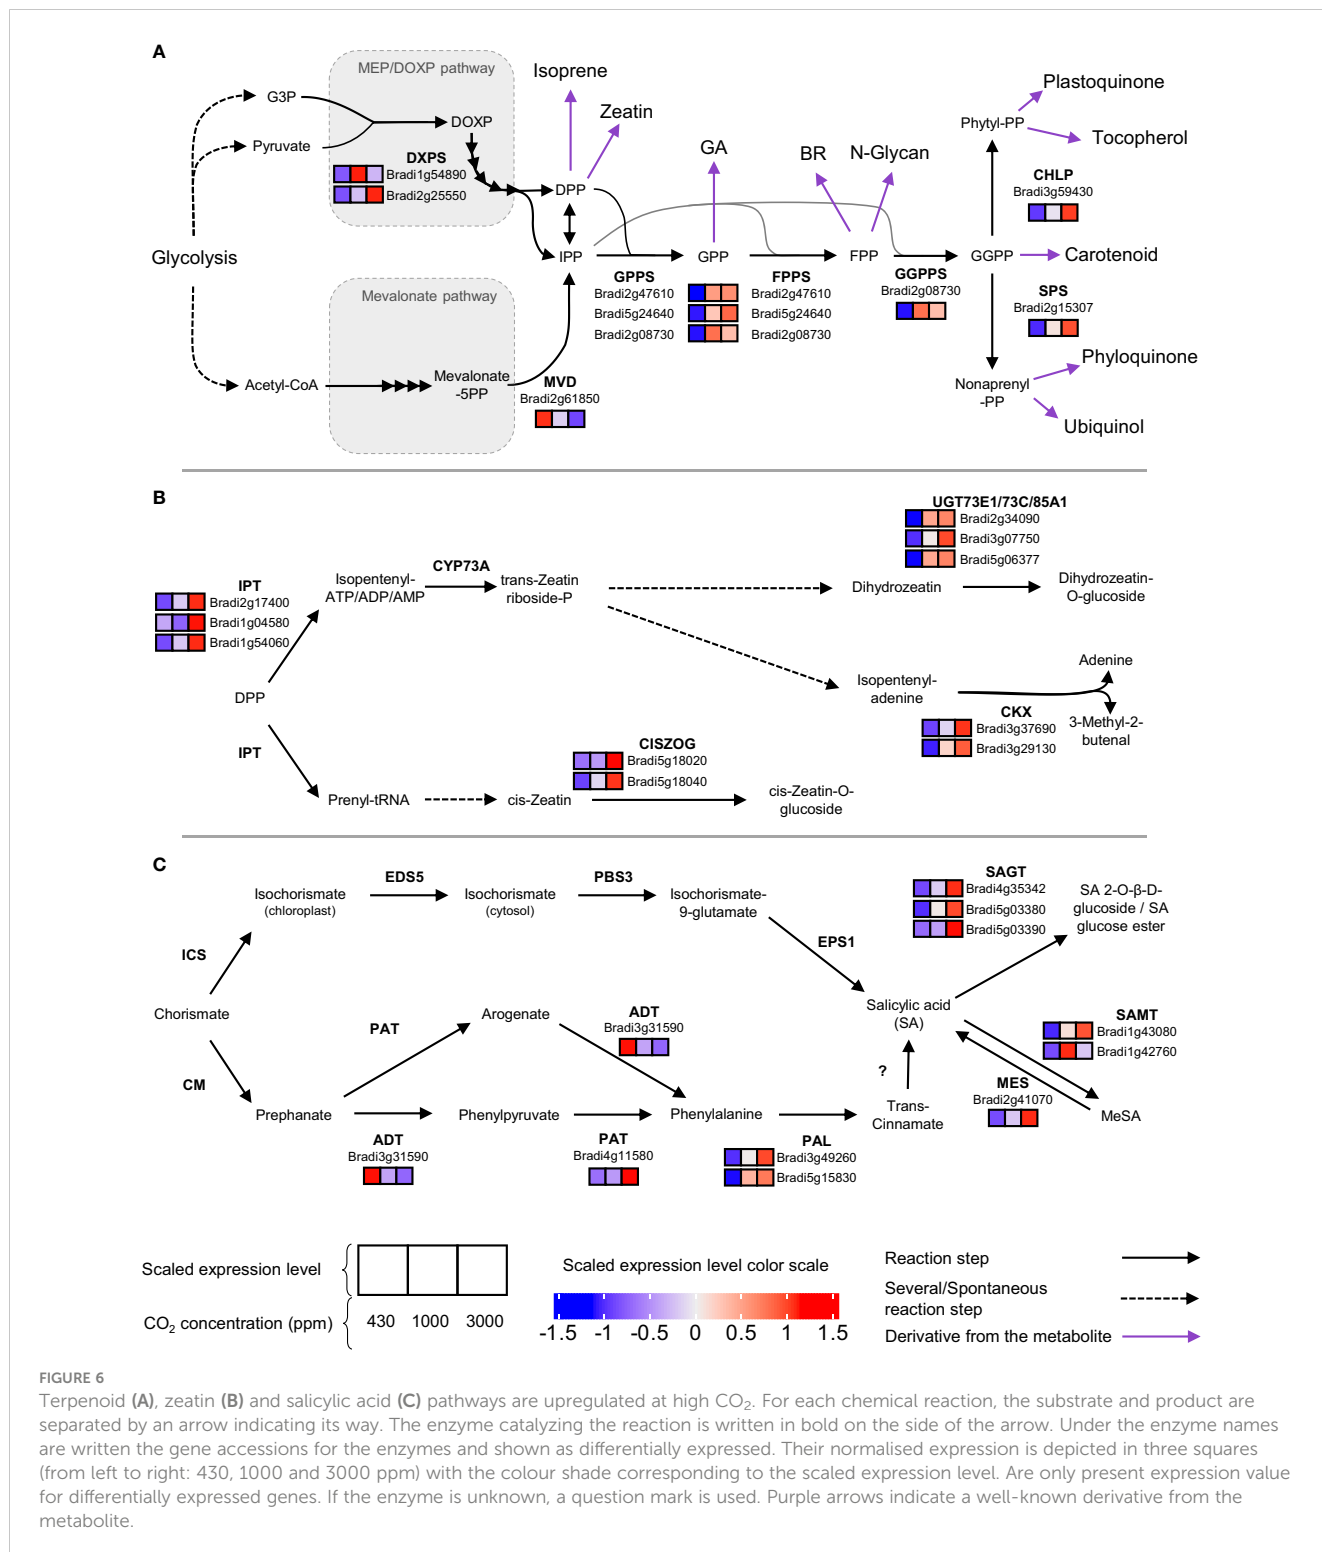 A
MEP/DOXP pathway
Isoprene
Plastoquinone
G3P
Zeatin
DOXP
Phytyl-PP
Tocopherol
Pyruvate
GA
BR
N-Glycan
DXPS
Bradi1g54890
Bradi2g25550
DPP
CHLP
Bradi3g59430
Glycolysis
IPP
GPP
FPP
GGPP
Carotenoid
GPPS
Bradi2g47610
Bradi5g24640
Bradi2g08730
FPPS
Bradi2g47610
Bradi5g24640
Bradi2g08730
GGPPS
Bradi2g08730
SPS
Bradi2g15307
Mevalonate pathway
Phyloquinone
Acetyl-CoA
Mevalonate
-5PP
MVD
Bradi2g61850
Nonaprenyl
-PP
Ubiquinol
B
UGT73E1/73C/85A1
Bradi2g34090
Bradi3g07750
Bradi5g06377
IPT
Bradi2g17400
Bradi1g04580
Bradi1g54060
Isopentenyl-
ATP/ADP/AMP
CYP73A
trans-Zeatin
riboside-P
Dihydrozeatin
Dihydrozeatin-
O-glucoside
DPP
Isopentenyl-
adenine
Adenine
CKX
Bradi3g37690
Bradi3g29130
3-Methyl-2-
butenal
IPT
CISZOG
Bradi5g18020
Bradi5g18040
Prenyl-tRNA
cis-Zeatin
cis-Zeatin-O-
glucoside
C
EDS5
PBS3
SAGT
Bradi4g35342
Bradi5g03380
Bradi5g03390
Isochorismate
(chloroplast)
Isochorismate
(cytosol)
Isochorismate-
9-glutamate
SA 2-O-β-D-
glucoside / SA
glucose ester
ICS
EPS1
Chorismate
Arogenate
ADT
Bradi3g31590
Salicylic acid
(SA)
PAT
SAMT
Bradi1g43080
Bradi1g42760
CM
?
MES
Bradi2g41070
Prephanate
Phenylpyruvate
Phenylalanine
Trans-
Cinnamate
MeSA
ADT
Bradi3g31590
PAT
Bradi4g11580
PAL
Bradi3g49260
Bradi5g15830
Scaled expression level
CO2 concentration (ppm)
430 1000 3000
Scaled expression level color scale
-1.5 -1 -0.5 0 0.5 1 1.5
Reaction step
Several/Spontaneous
reaction step
Derivative from the metabolite
FIGURE 6
Terpenoid (A), zeatin (B) and salicylic acid (C) pathways are upregulated at high CO2. For each chemical reaction, the substrate and product are
separated by an arrow indicating its way. The enzyme catalyzing the reaction is written in bold on the side of the arrow. Under the enzyme names
are written the gene accessions for the enzymes and shown as differentially expressed. Their normalised expression is depicted in three squares
(from left to right: 430, 1000 and 3000 ppm) with the colour shade corresponding to the scaled expression level. Are only present expression value
for differentially expressed genes. If the enzyme is unknown, a question mark is used. Purple arrows indicate a well-known derivative from the
metabolite.